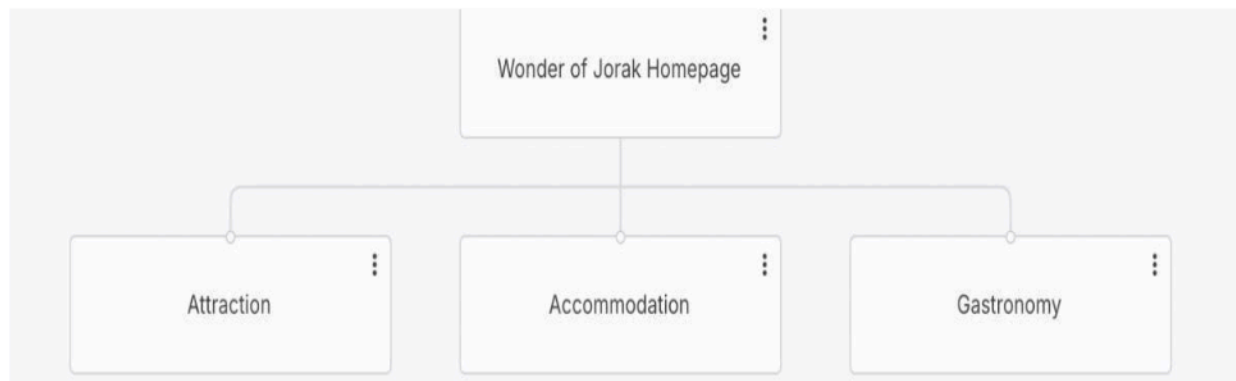 Wonder of Jorak Homepage
Attraction
Accommodation
Gastronomy